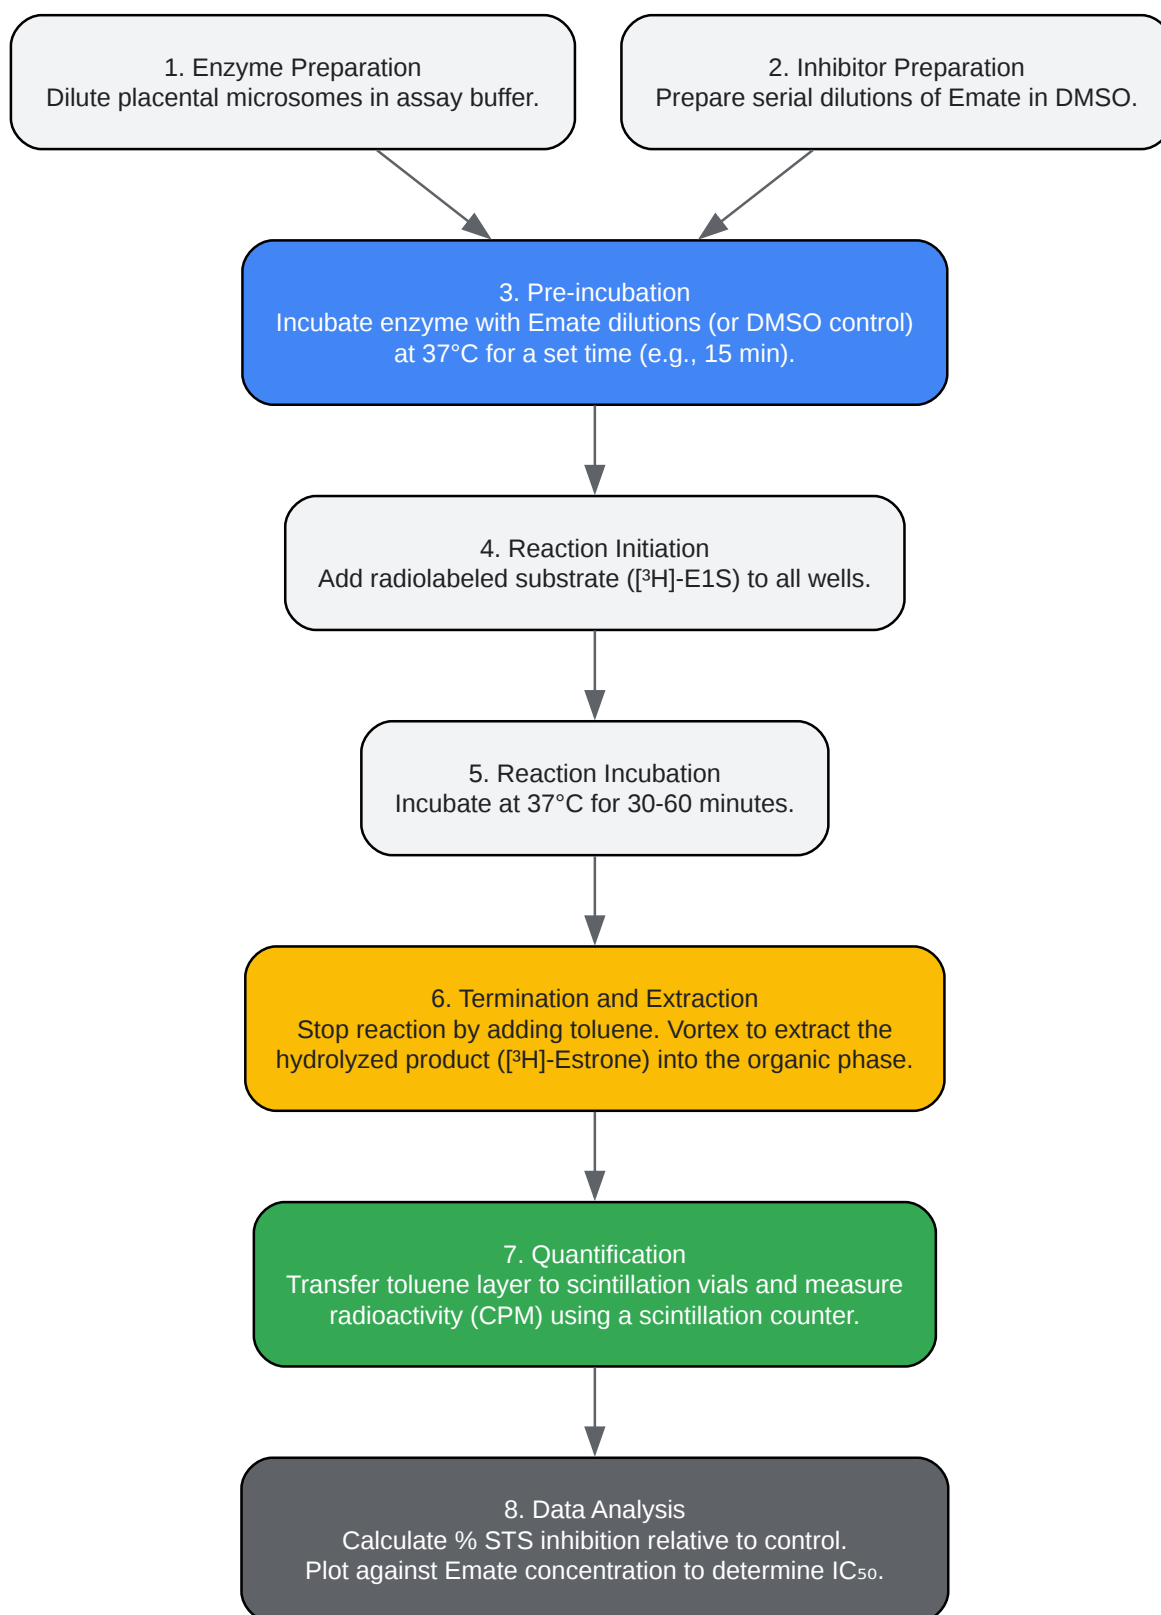 1. Enzyme Preparation
Dilute placental microsomes in assay buffer.
2. Inhibitor Preparation
Prepare serial dilutions of Emate in DMSO.
3. Pre-incubation
Incubate enzyme with Emate dilutions (or DMSO control)
at 37°C for a set time (e.g., 15 min).
4. Reaction Initiation
Add radiolabeled substrate ([³H]-E1S) to all wells.
5. Reaction Incubation
Incubate at 37°C for 30-60 minutes.
6. Termination and Extraction
Stop reaction by adding toluene. Vortex to extract the
hydrolyzed product ([³H]-Estrone) into the organic phase.
7. Quantification
Transfer toluene layer to scintillation vials and measure
radioactivity (CPM) using a scintillation counter.
8. Data Analysis
Calculate % STS inhibition relative to control.
Plot against Emate concentration to determine IC₅₀.